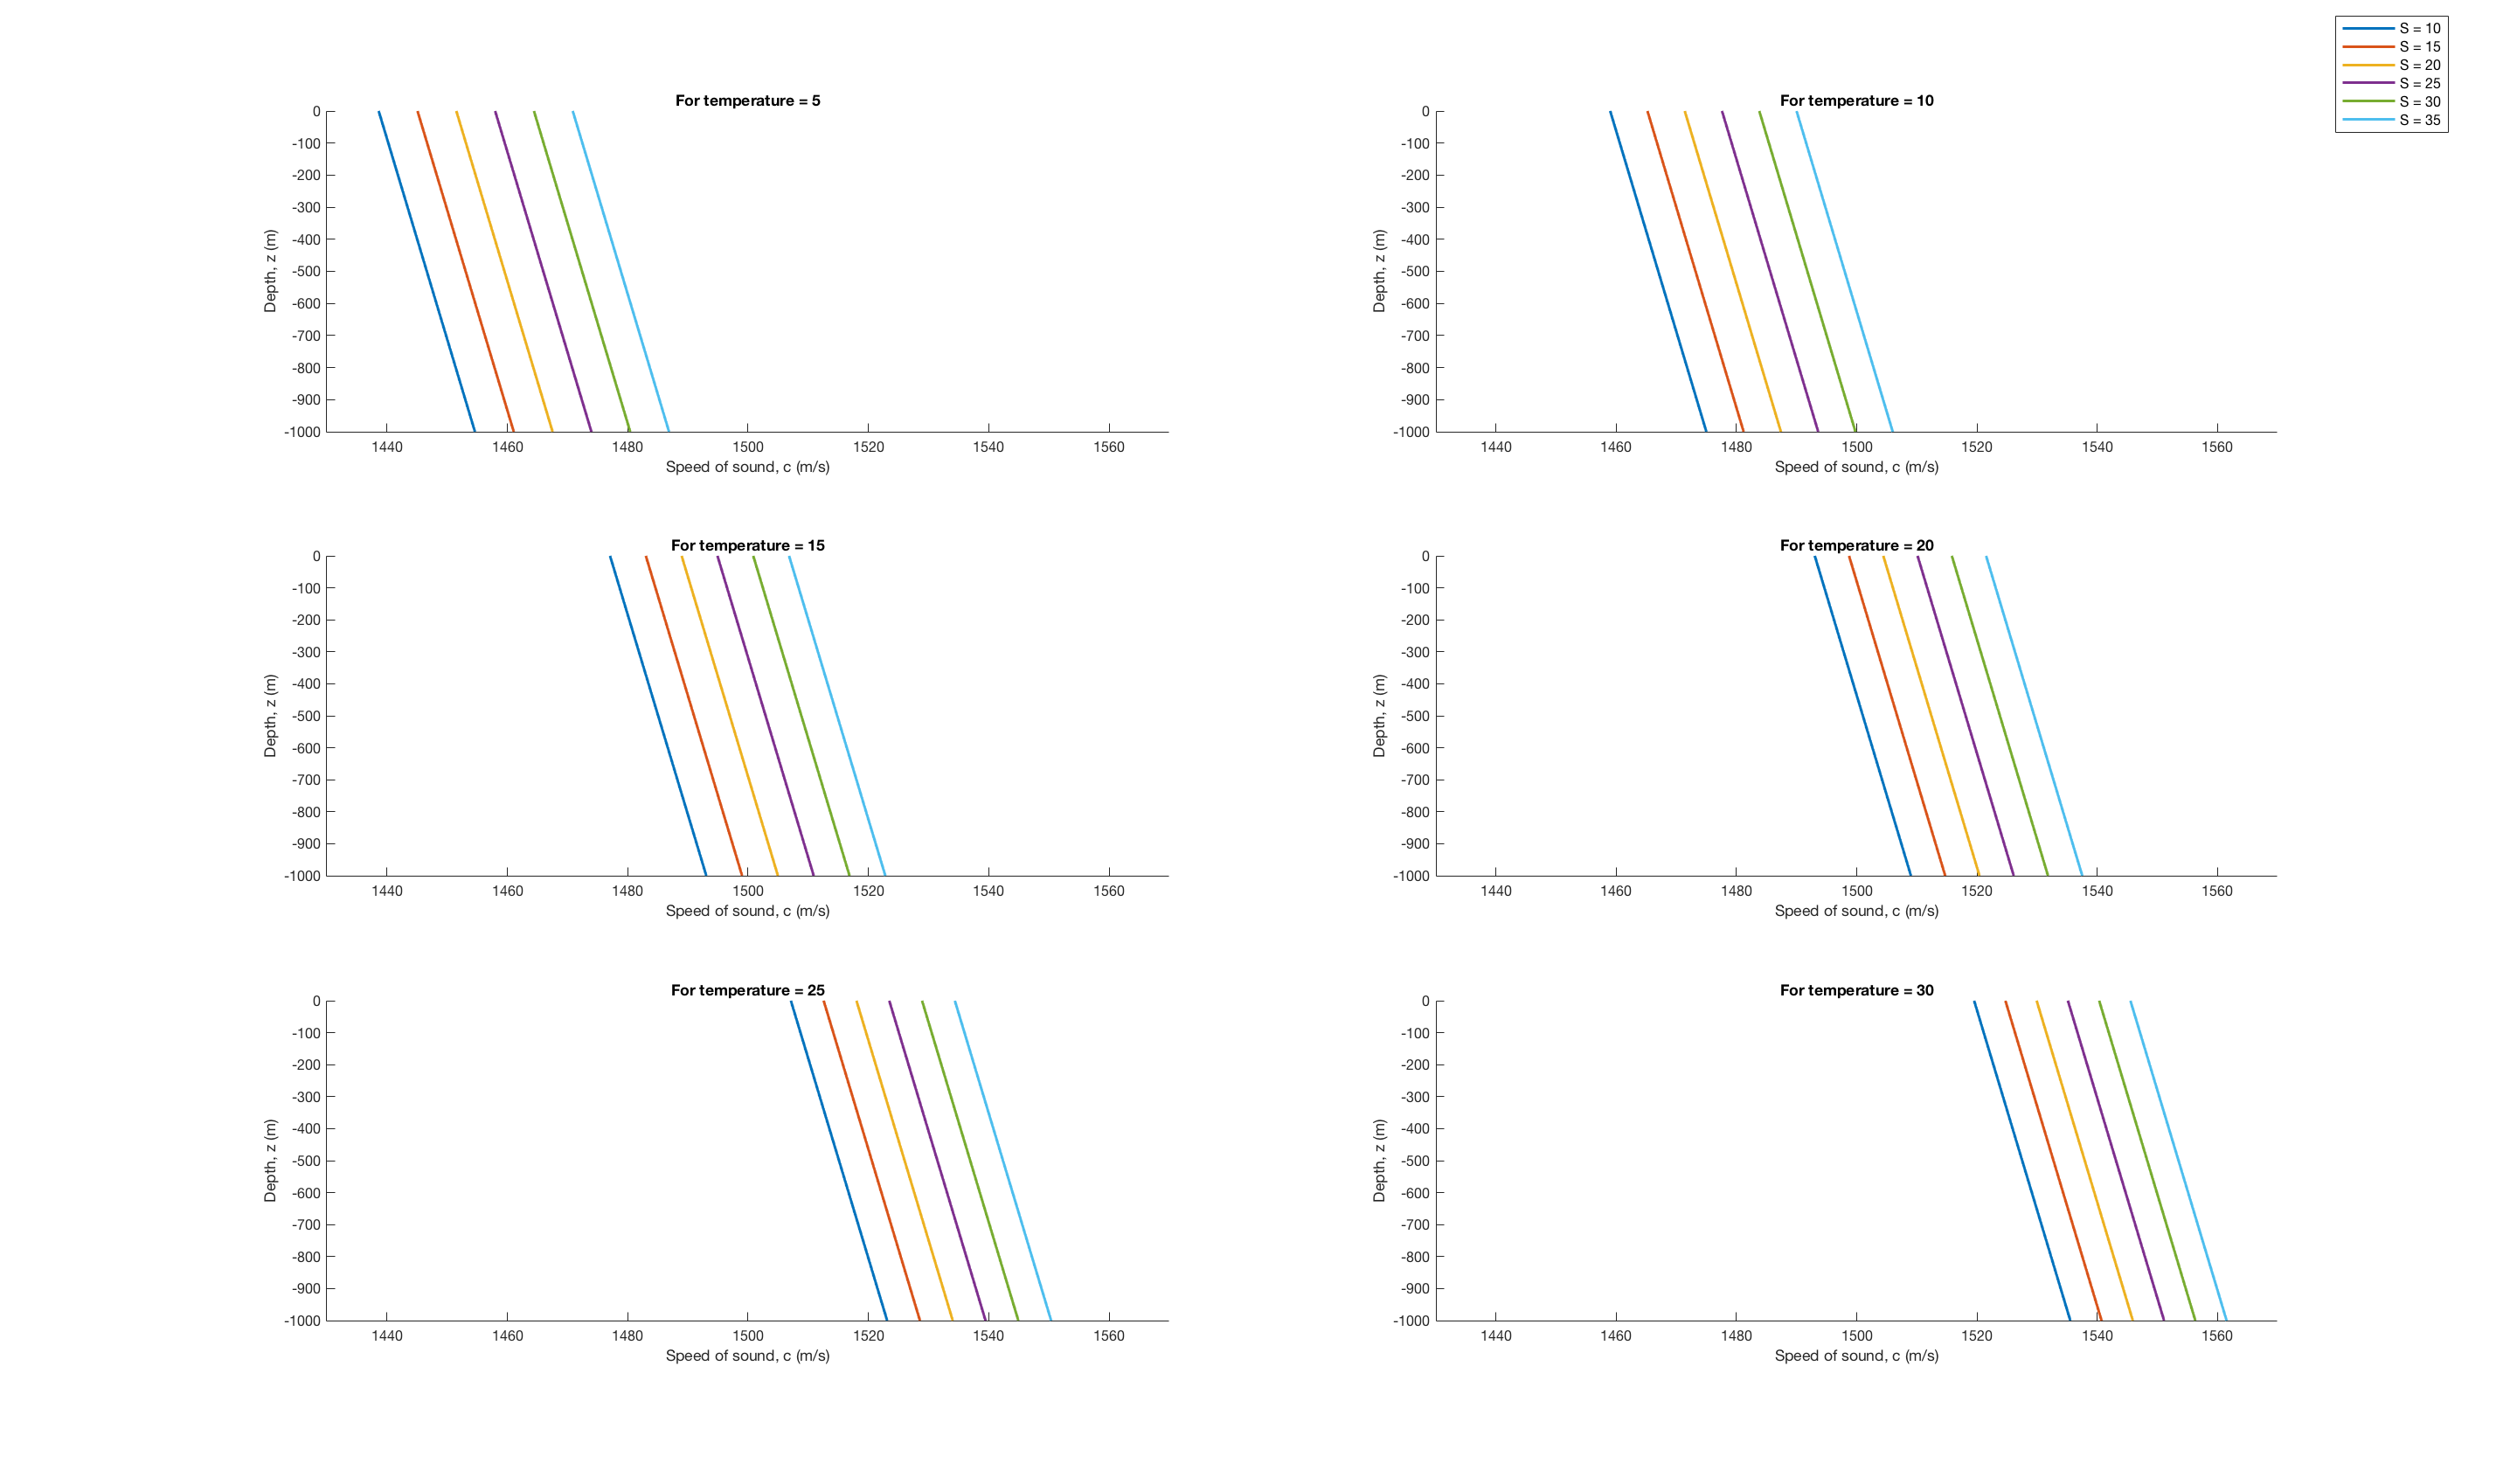 S = 10
S = 15
S = 20
S = 25
S = 30
S = 35
For temperature = 5
0
-100
-200
-300
-400
-500
-600
-700
-800
-900
-1000
Depth, z (m)
1440 1460 1480 1500 1520 1540 1560
Speed of sound, c (m/s)
For temperature = 10
0
-100
-200
-300
-400
-500
-600
-700
-800
-900
-1000
Depth, z (m)
1440 1460 1480 1500 1520 1540 1560
Speed of sound, c (m/s)
For temperature = 15
0
-100
-200
-300
-400
-500
-600
-700
-800
-900
-1000
Depth, z (m)
1440 1460 1480 1500 1520 1540 1560
Speed of sound, c (m/s)
For temperature = 20
0
-100
-200
-300
-400
-500
-600
-700
-800
-900
-1000
Depth, z (m)
1440 1460 1480 1500 1520 1540 1560
Speed of sound, c (m/s)
For temperature = 25
0
-100
-200
-300
-400
-500
-600
-700
-800
-900
-1000
Depth, z (m)
1440 1460 1480 1500 1520 1540 1560
Speed of sound, c (m/s)
For temperature = 30
0
-100
-200
-300
-400
-500
-600
-700
-800
-900
-1000
Depth, z (m)
1440 1460 1480 1500 1520 1540 1560
Speed of sound, c (m/s)